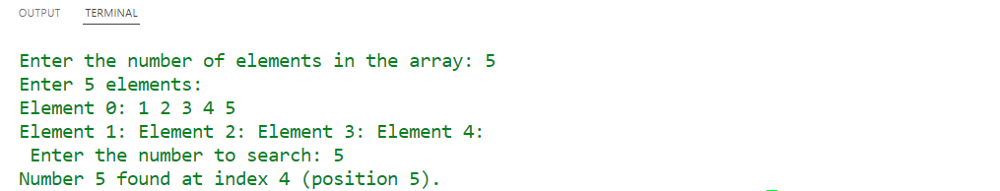 OUTPUT TERMINAL
Enter the number of elements in the array: 5
Enter 5 elements:
Element 0: 1 2 3 4 5
Element 1: Element 2: Element 3: Element 4:
Enter the number to search: 5
Number 5 found at index 4 (position 5).